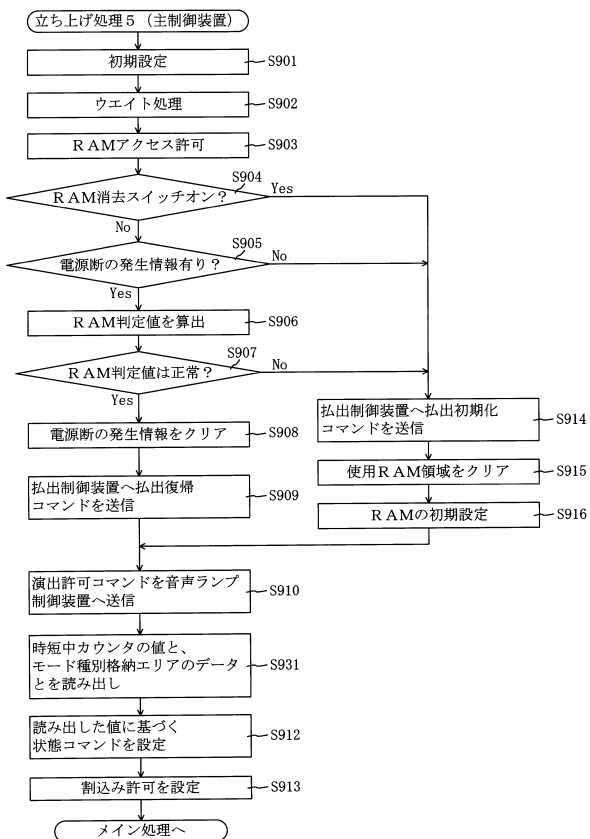 立ち上げ処理５（主制御装置）
初期設定
S901
ウエイト処理
S902
ＲＡＭアクセス許可
S903
S904
ＲＡＭ消去スイッチオン？
Yes
No
S905
電源断の発生情報有り？
No
Yes
ＲＡＭ判定値を算出
S906
S907
ＲＡＭ判定値は正常？
No
Yes
電源断の発生情報をクリア
S908
払出制御装置へ払出復帰
コマンドを送信
S909
払出制御装置へ払出初期化
コマンドを送信
S914
使用ＲＡＭ領域をクリア
S915
ＲＡＭの初期設定
S916
演出許可コマンドを音声ランプ
制御装置へ送信
S910
時短中カウンタの値と、
モード種別格納エリアのデータ
とを読み出し
S931
読み出した値に基づく
状態コマンドを設定
S912
割込み許可を設定
S913
メイン処理へ